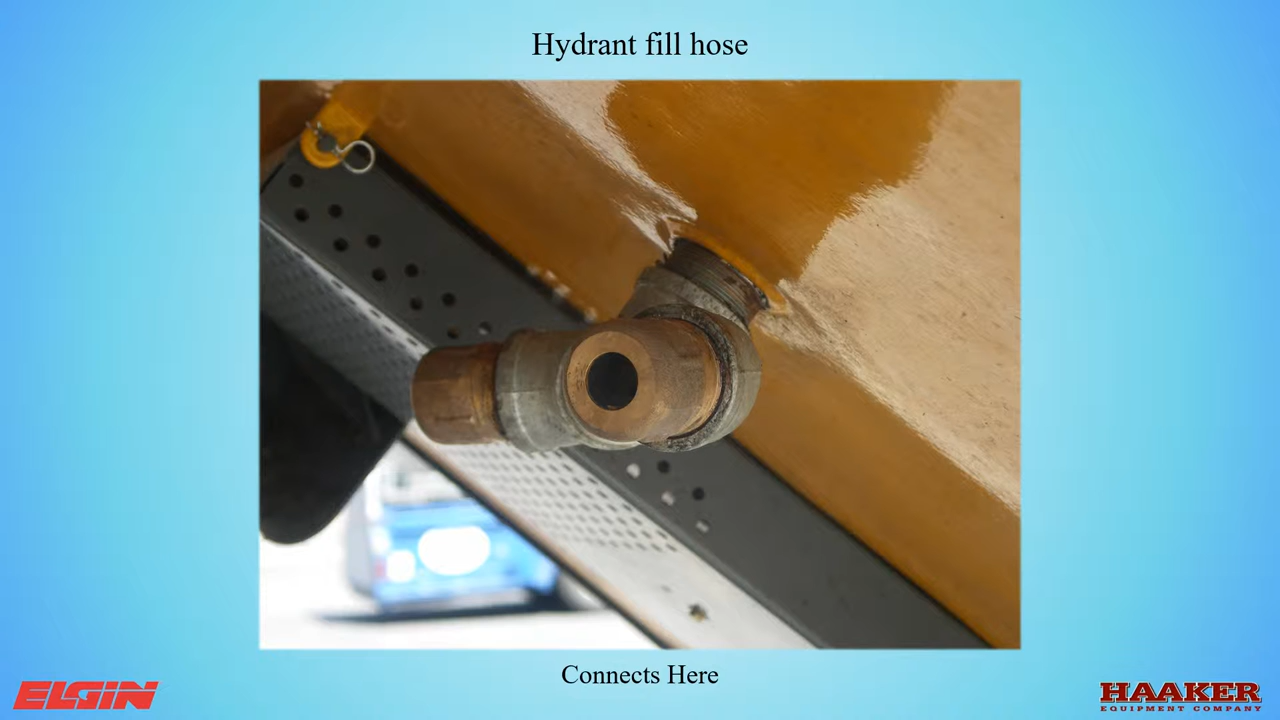 Hydrant fill hose
Connects Here
ELGIN
HAAKER
EQUIPMENT COMPANY